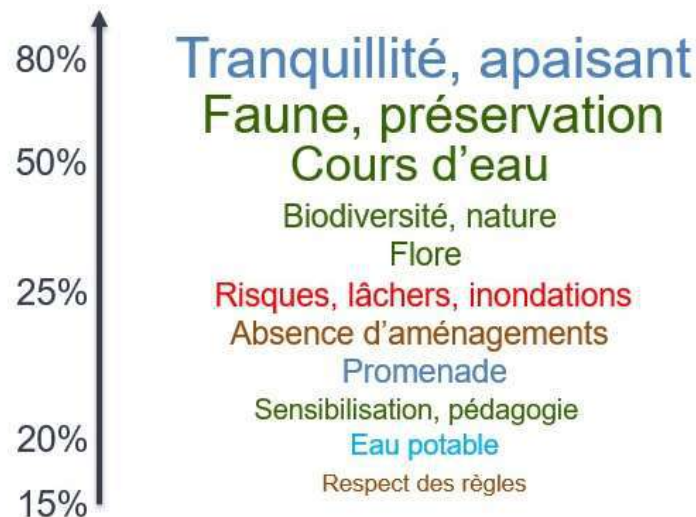 80% Tranquillité, apaisant
Faune, préservation
50% Cours d'eau
Biodiversité, nature
Flore
25% Risques, lâchers, inondations
Absence d'aménagements
Promenade
Sensibilisation, pédagogie
20% Eau potable
Respect des règles
15%